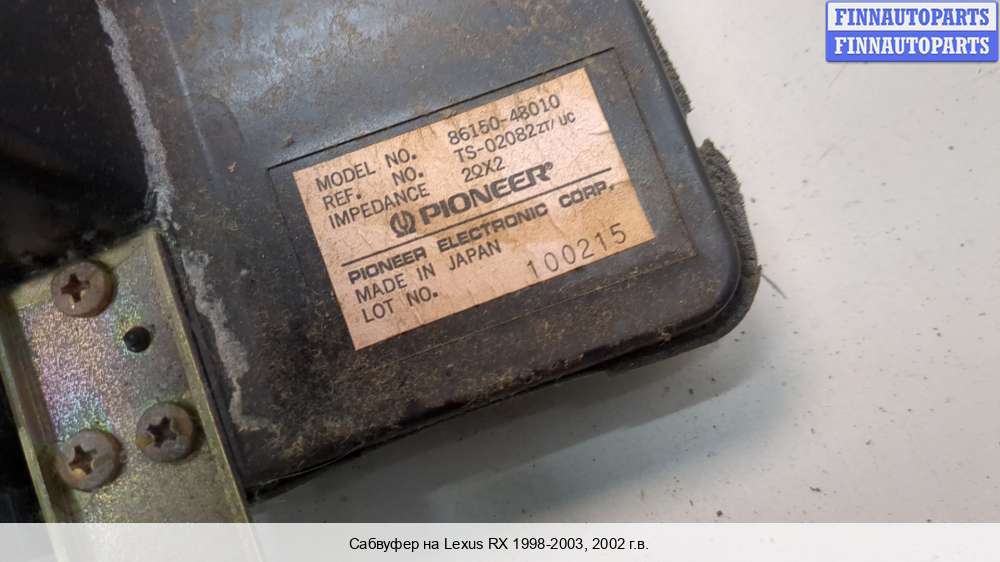 FINNAUTOPARTS
FINNAUTOPARTS
MODEL NO. 86150-48010
REF. NO. TS-02082ZT/UC
IMPEDANCE 2ΩX2
PIONEER®
PIONEER ELECTRONIC CORP.
MADE IN JAPAN
LOT NO. 100215
Сабвуфер на Lexus RX 1998-2003, 2002 г.в.